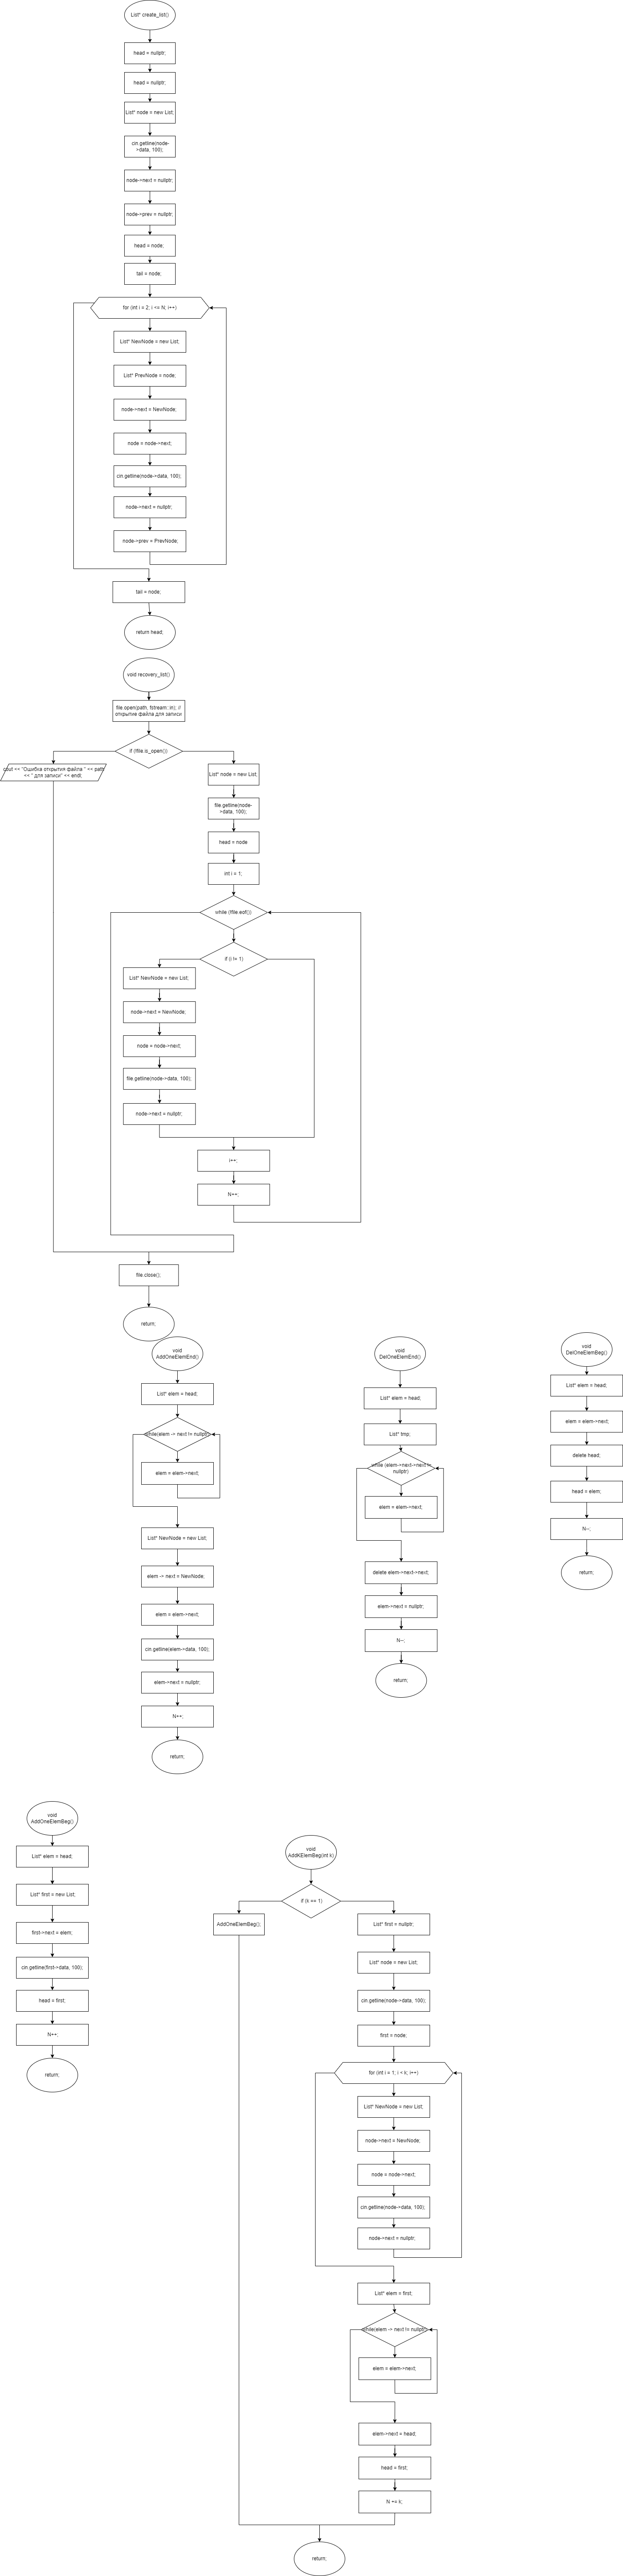 List* create_list()
head = nullptr;
head = nullptr;
List* node = new List;
cin.getline(node-
>data, 100);
node->next = nullptr;
node->prev = nullptr;
head = node;
tail = node;
for (int i = 2; i <= N; i++)
List* NewNode = new List;
List* PrevNode = node;
node->next = NewNode;
node = node->next;
cin.getline(node->data, 100);
node->next = nullptr;
node->prev = PrevNode;
tail = node;
return head;
void recovery_list()
file.open(path, fstream::in); //
открытие файла для записи
if (!file.is_open())
cout << "Ошибка открытия файла " << path
<< " для записи" << endl;
List* node = new List;
file.getline(node-
>data, 100);
head = node
int i = 1;
while (!file.eof())
if (i != 1)
List* NewNode = new List;
node->next = NewNode;
node = node->next;
file.getline(node->data, 100);
node->next = nullptr;
i++;
N++;
file.close();
return;
void
AddOneElemEnd()
List* elem = head;
while(elem -> next != nullptr)
elem = elem->next;
List* NewNode = new List;
elem -> next = NewNode;
elem = elem->next;
cin.getline(elem->data, 100);
elem->next = nullptr;
N++;
return;
void
DelOneElemEnd()
List* elem = head;
List* tmp;
while (elem->next->next !=
nullptr)
elem = elem->next;
delete elem->next->next;
elem->next = nullptr;
N--;
return;
void
DelOneElemBeg()
List* elem = head;
elem = elem->next;
delete head;
head = elem;
N--;
return;
void
AddOneElemBeg()
List* elem = head;
List* first = new List;
first->next = elem;
cin.getline(first->data, 100);
head = first;
N++;
return;
void
AddKElemBeg(int k)
if (k == 1)
AddOneElemBeg();
List* first = nullptr;
List* node = new List;
cin.getline(node->data, 100);
first = node;
for (int i = 1; i < k; i++)
List* NewNode = new List;
node->next = NewNode;
node = node->next;
cin.getline(node->data, 100);
node->next = nullptr;
List* elem = first;
while(elem -> next != nullptr)
elem = elem->next;
elem->next = head;
head = first;
N += k;
return;